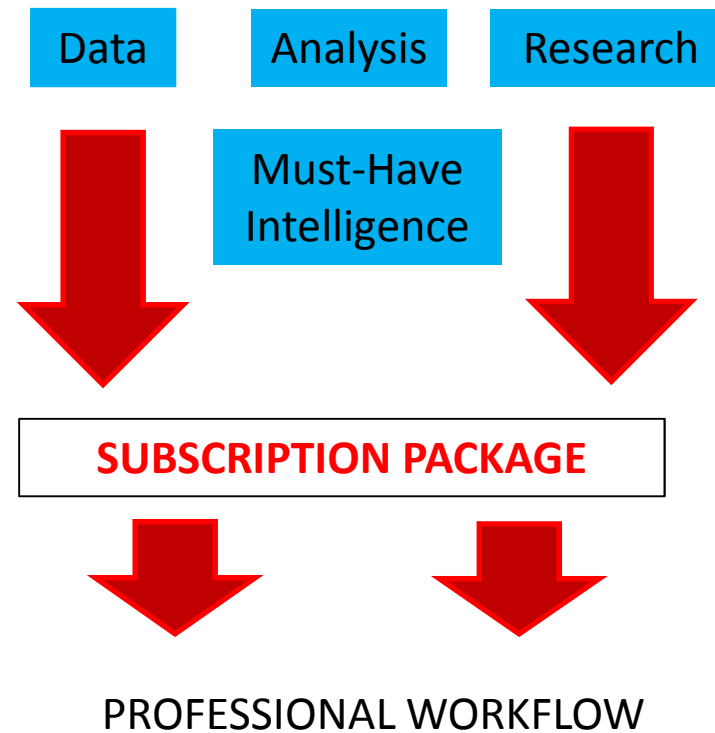 Data
Analysis
Research
Must-Have
Intelligence
SUBSCRIPTION PACKAGE
PROFESSIONAL WORKFLOW